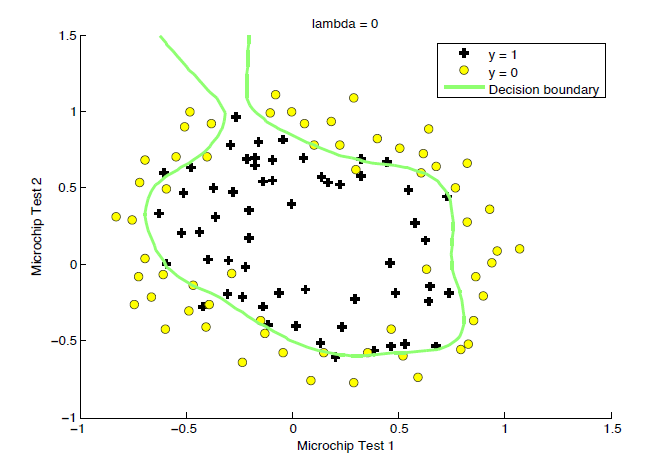 lambda = 0
1.5
y = 1
y = 0
Decision boundary
1
0.5
Microchip Test 2
0
−0.5
−1
−1
−0.5
0
0.5
1
1.5
Microchip Test 1